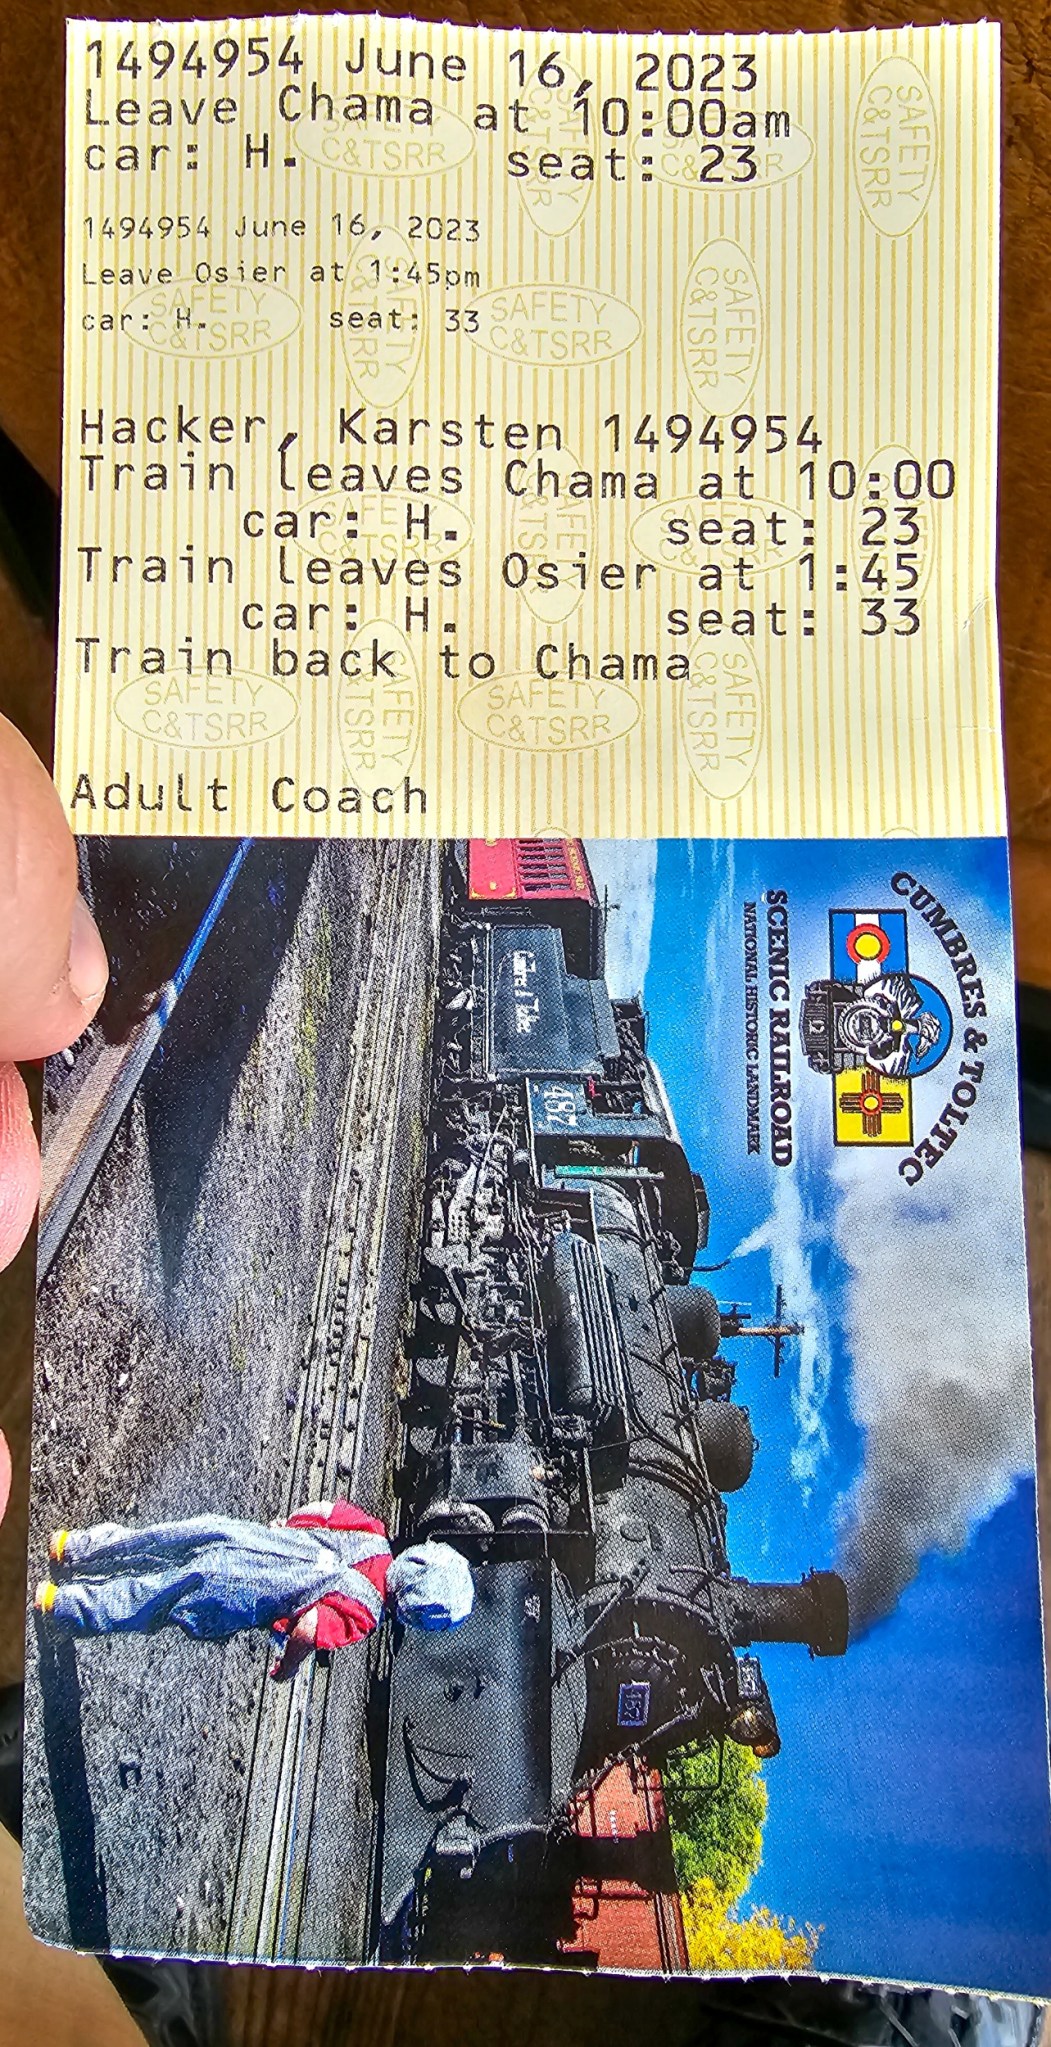 1494954 June 16, 2023
Leave Chama at 10:00am
car: H. seat: 23
1494954 June 16, 2023
Leave Osier at 1:45pm
car: H. seat: 33
Hacker, Karsten 1494954
Train leaves Chama at 10:00
car: H. seat: 23
Train leaves Osier at 1:45
car: H. seat: 33
Train back to Chama
Adult Coach
SAFETY
C&TSRR
CUMBRES & TOLTEC
SCENIC RAILROAD
NATIONAL HISTORIC LANDMARK
487